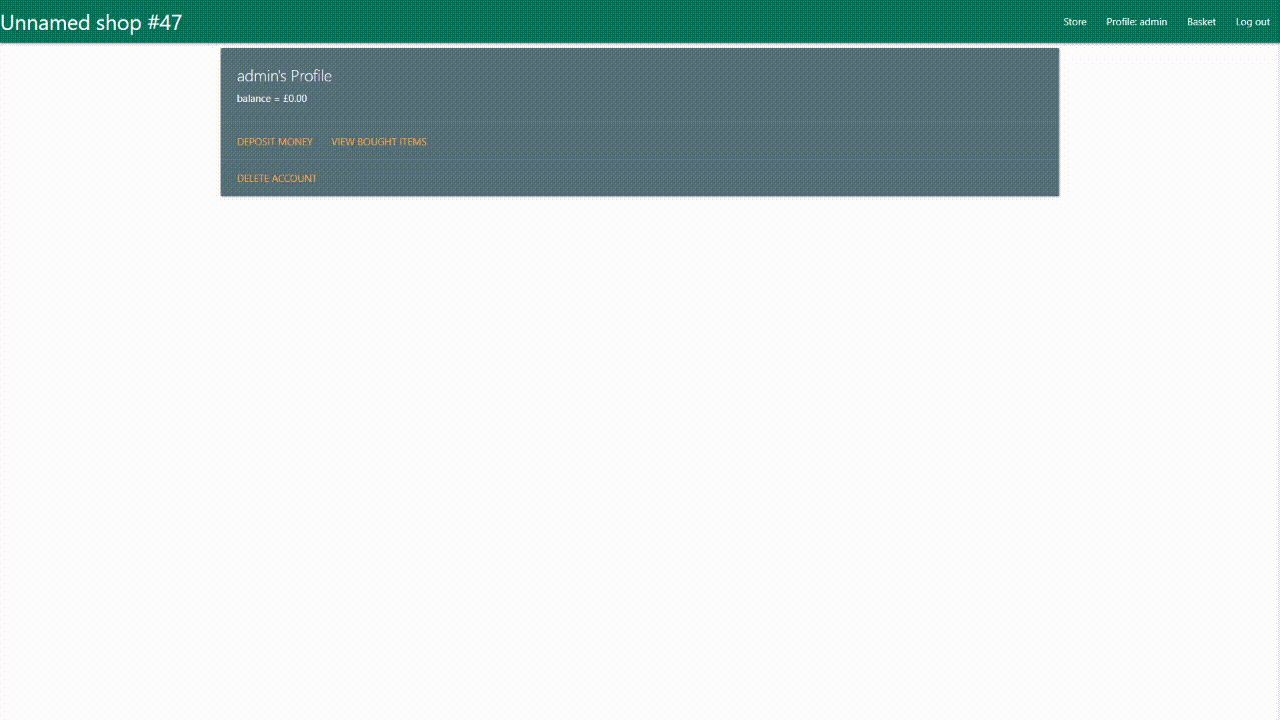 Unnamed shop #47
Store Profile: admin Basket Log out
admin's Profile
balance = £0.00
DEPOSIT MONEY VIEW BOUGHT ITEMS
DELETE ACCOUNT